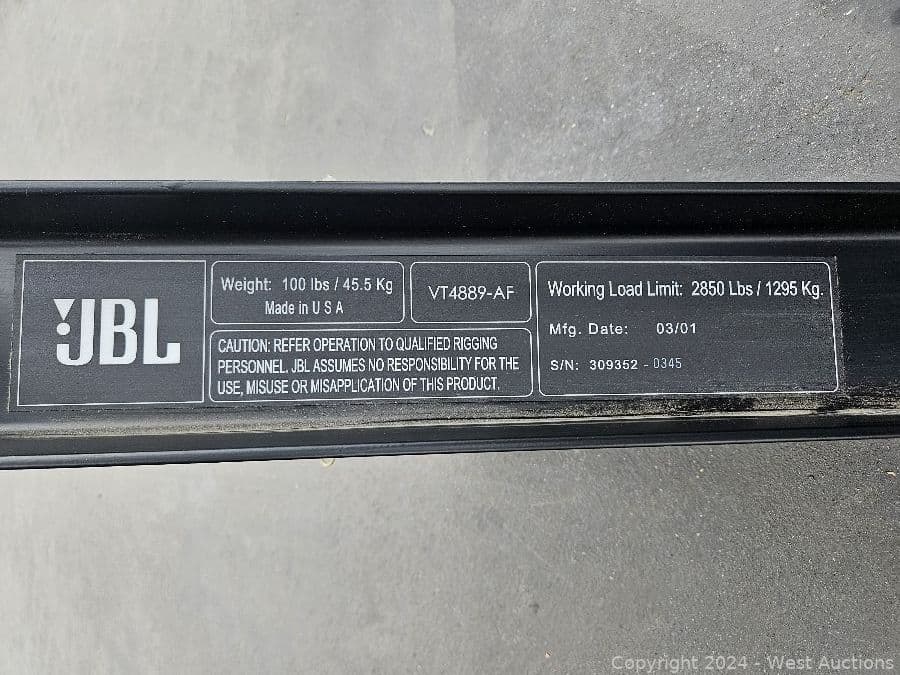 JBL
Weight: 100 lbs / 45.5 Kg
Made in U S A
VT4889-AF
CAUTION: REFER OPERATION TO QUALIFIED RIGGING
PERSONNEL. JBL ASSUMES NO RESPONSIBILITY FOR THE
USE, MISUSE OR MISAPPLICATION OF THIS PRODUCT.
Working Load Limit: 2850 Lbs / 1295 Kg.
Mfg. Date: 03/01
S/N: 309352 - 0345
Copyright 2024 - West Auctions